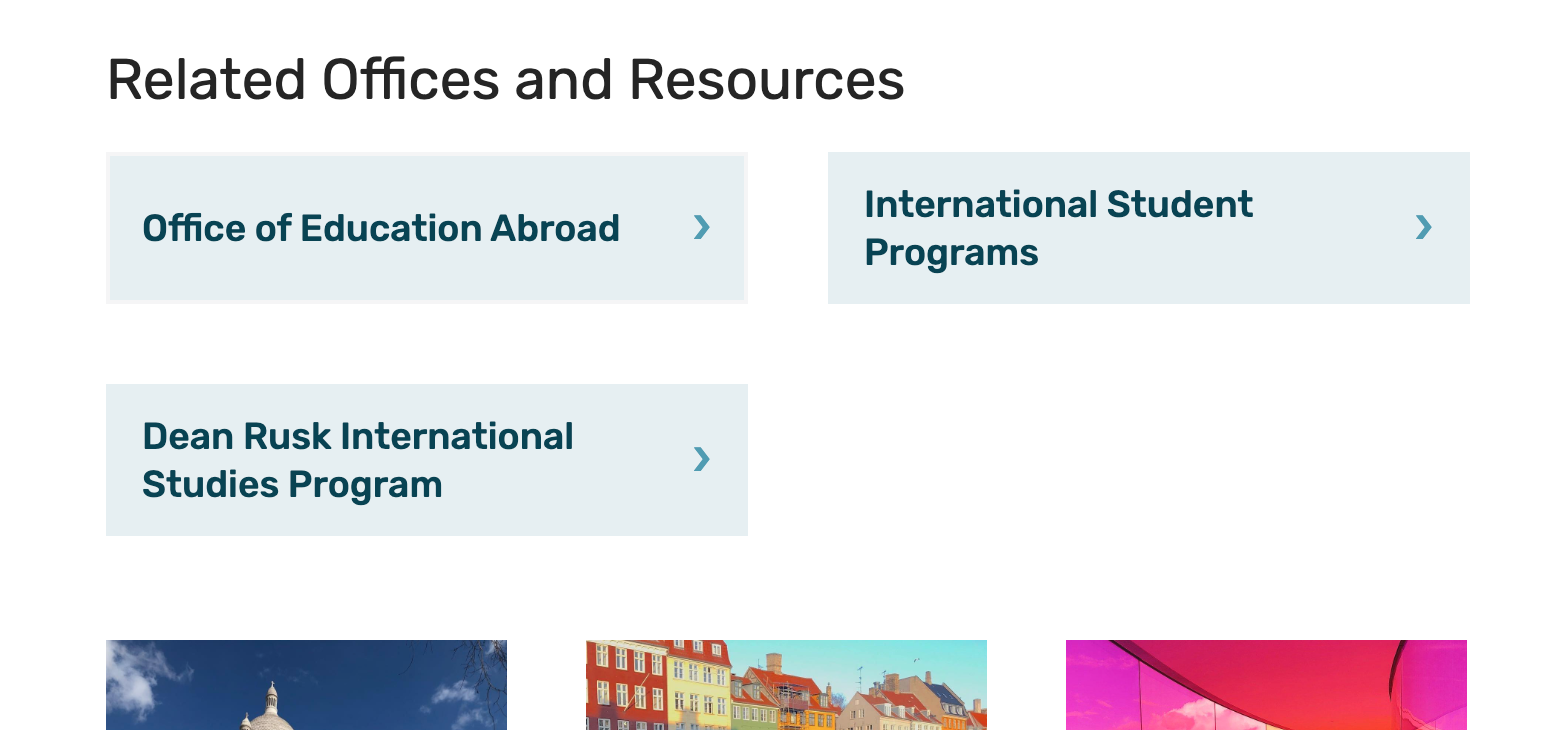 Related Offices and Resources
Office of Education Abroad
International Student
Programs
Dean Rusk International
Studies Program